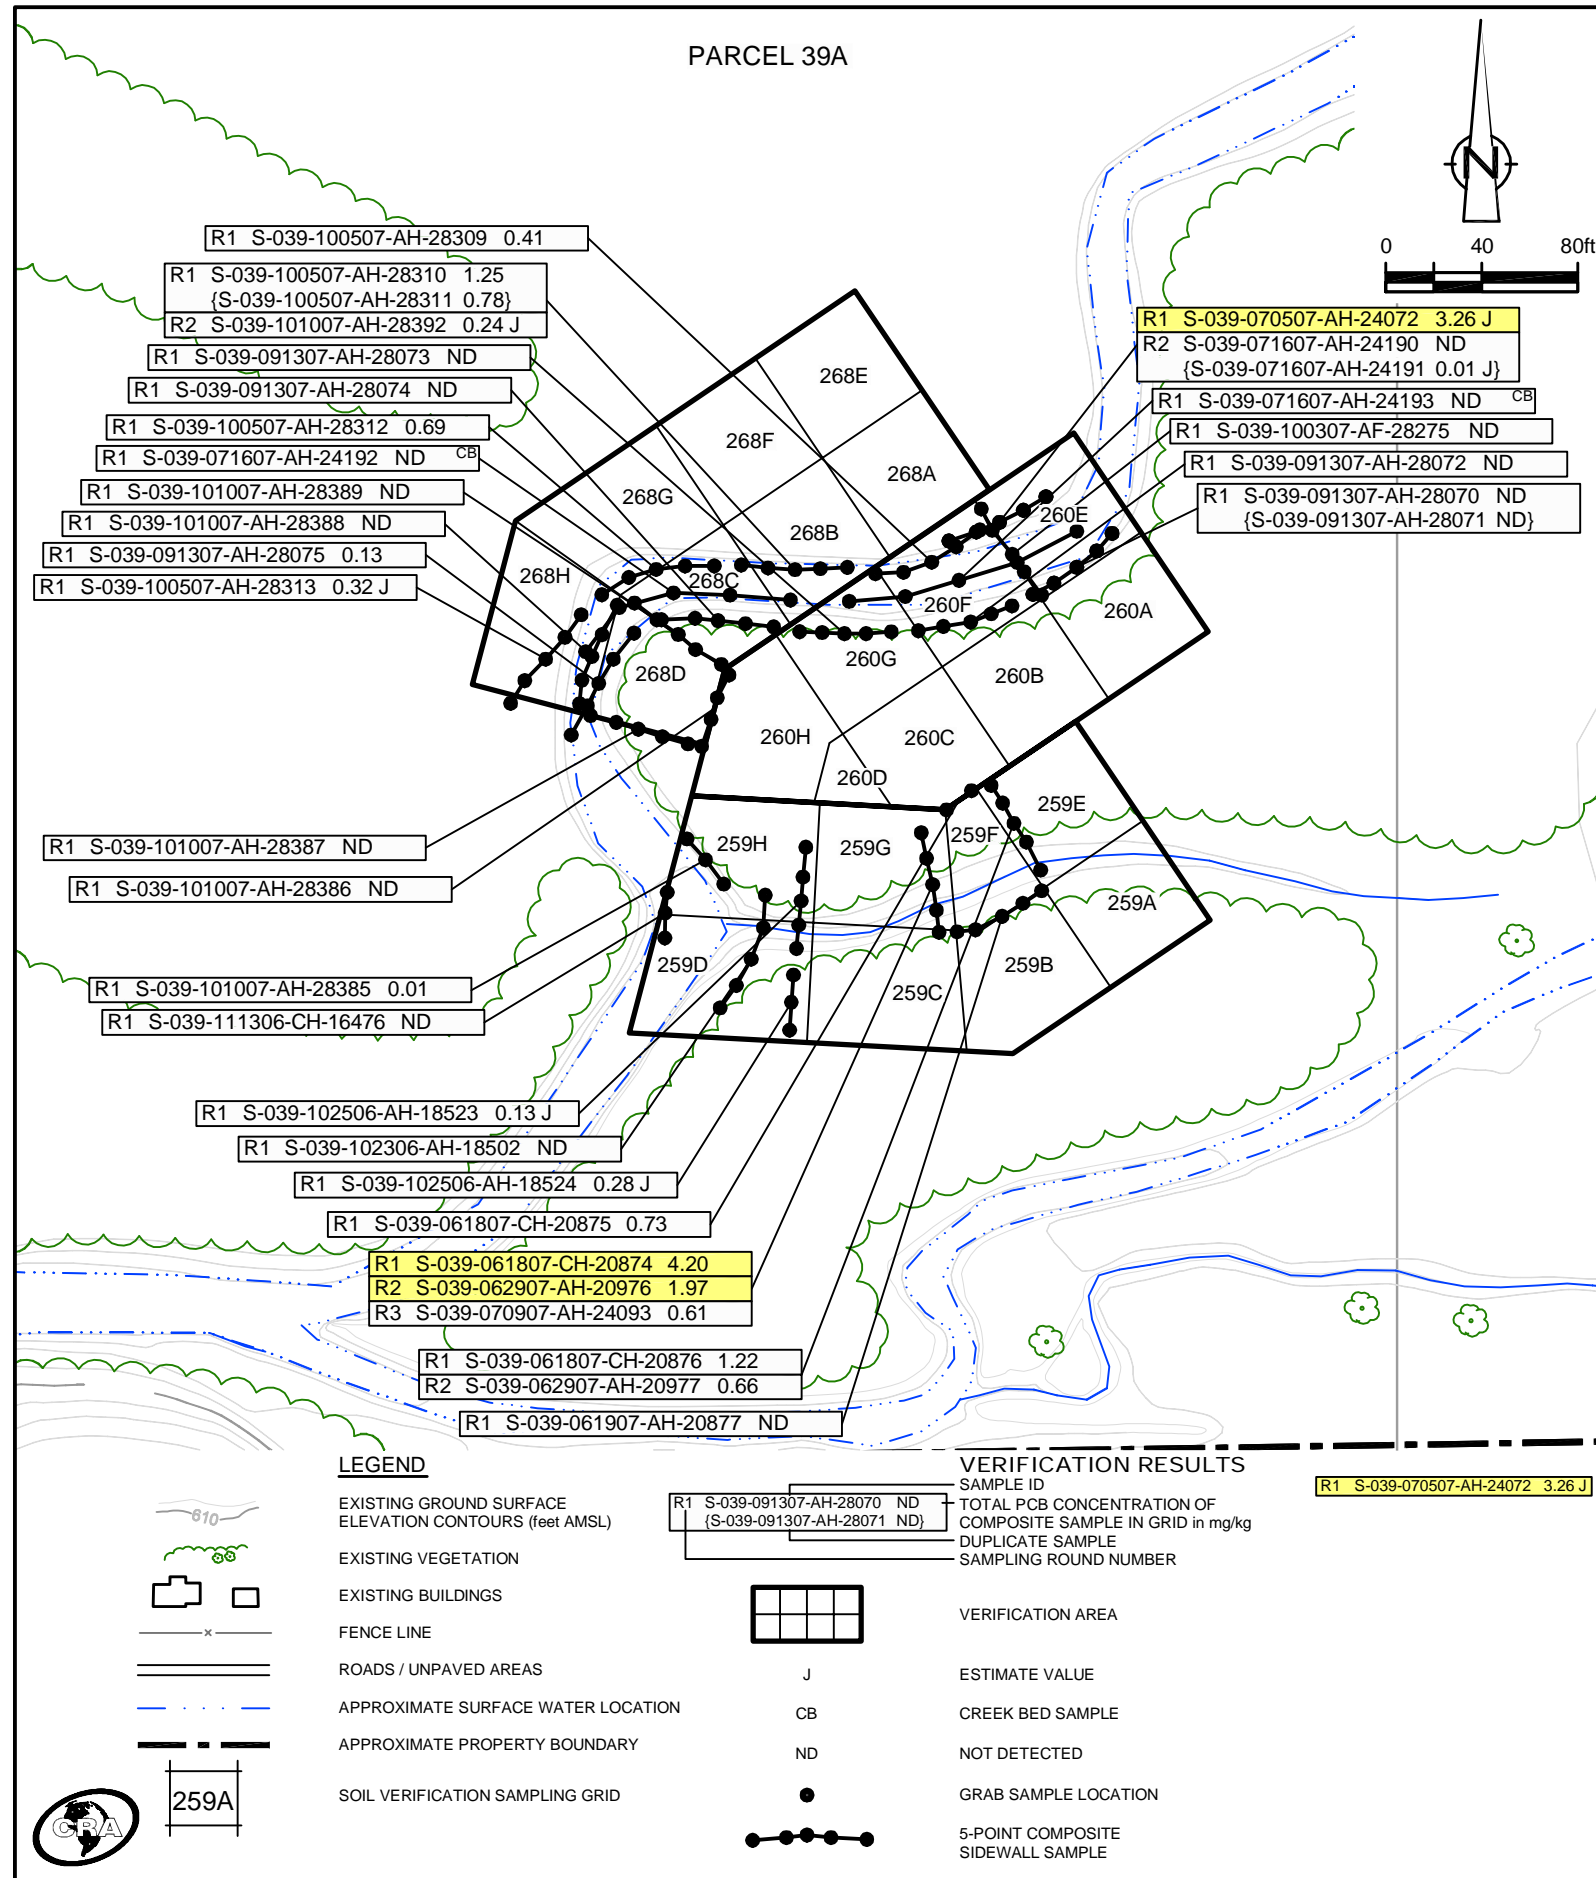 PARCEL 39A
N
0 40 80ft
R1 S-039-100507-AH-28309 0.41
R1 S-039-100507-AH-28310 1.25
{S-039-100507-AH-28311 0.78}
R2 S-039-101007-AH-28392 0.24 J
R1 S-039-091307-AH-28073 ND
R1 S-039-091307-AH-28074 ND
R1 S-039-100507-AH-28312 0.69
R1 S-039-071607-AH-24192 ND CB
R1 S-039-101007-AH-28389 ND
R1 S-039-101007-AH-28388 ND
R1 S-039-091307-AH-28075 0.13
R1 S-039-100507-AH-28313 0.32 J
R1 S-039-070507-AH-24072 3.26 J
R2 S-039-071607-AH-24190 ND
{S-039-071607-AH-24191 0.01 J}
R1 S-039-071607-AH-24193 ND CB
R1 S-039-100307-AF-28275 ND
R1 S-039-091307-AH-28072 ND
R1 S-039-091307-AH-28070 ND
{S-039-091307-AH-28071 ND}
268E
268F
268A
268G
268B
260E
268H
268C
260F
260A
268D
260G
260B
260H
260C
260D
259E
259H
259G
259F
259A
259D
259C
259B
R1 S-039-101007-AH-28387 ND
R1 S-039-101007-AH-28386 ND
R1 S-039-101007-AH-28385 0.01
R1 S-039-111306-CH-16476 ND
R1 S-039-102506-AH-18523 0.13 J
R1 S-039-102306-AH-18502 ND
R1 S-039-102506-AH-18524 0.28 J
R1 S-039-061807-CH-20875 0.73
R1 S-039-061807-CH-20874 4.20
R2 S-039-062907-AH-20976 1.97
R3 S-039-070907-AH-24093 0.61
R1 S-039-061807-CH-20876 1.22
R2 S-039-062907-AH-20977 0.66
R1 S-039-061907-AH-20877 ND
LEGEND
610
EXISTING GROUND SURFACE
ELEVATION CONTOURS (feet AMSL)
EXISTING VEGETATION
EXISTING BUILDINGS
x
FENCE LINE
ROADS / UNPAVED AREAS
APPROXIMATE SURFACE WATER LOCATION
APPROXIMATE PROPERTY BOUNDARY
259A
SOIL VERIFICATION SAMPLING GRID
CRA
VERIFICATION RESULTS
R1 S-039-091307-AH-28070 ND
{S-039-091307-AH-28071 ND}
SAMPLE ID
TOTAL PCB CONCENTRATION OF
COMPOSITE SAMPLE IN GRID in mg/kg
DUPLICATE SAMPLE
SAMPLING ROUND NUMBER
R1 S-039-070507-AH-24072 3.26 J
VERIFICATION AREA
J ESTIMATE VALUE
CB CREEK BED SAMPLE
ND NOT DETECTED
GRAB SAMPLE LOCATION
5-POINT COMPOSITE
SIDEWALL SAMPLE